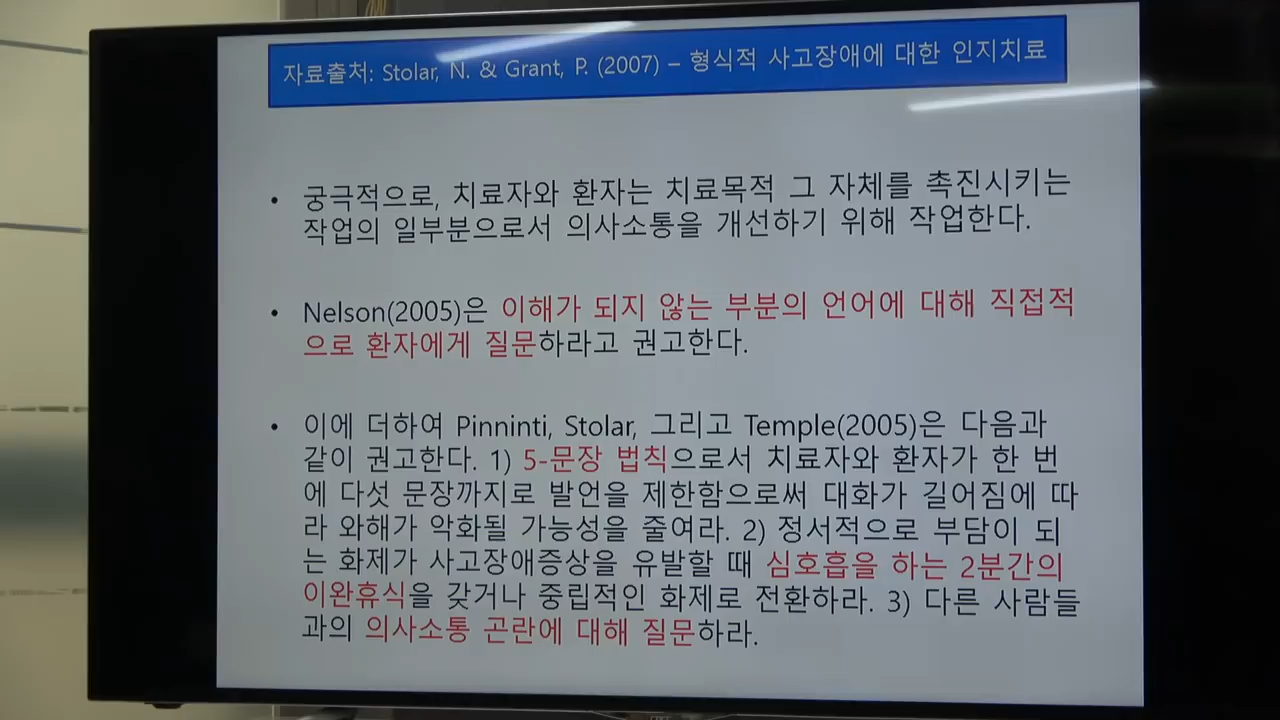 자료출처: Stolar, N. & Grant, P. (2007) – 형식적 사고장애에 대한 인지치료
• 궁극적으로, 치료자와 환자는 치료목적 그 자체를 촉진시키는
작업의 일부분으로서 의사소통을 개선하기 위해 작업한다.
• Nelson(2005)은 이해가 되지 않는 부분의 언어에 대해 직접적
으로 환자에게 질문하라고 권고한다.
• 이에 더하여 Pinninti, Stolar, 그리고 Temple(2005)은 다음과
같이 권고한다. 1) 5-문장 법칙으로서 치료자와 환자가 한 번
에 다섯 문장까지로 발언을 제한함으로써 대화가 길어짐에 따
라 와해가 악화될 가능성을 줄여라. 2) 정서적으로 부담이 되
는 화제가 사고장애증상을 유발할 때 심호흡을 하는 2분간의
이완휴식을 갖거나 중립적인 화제로 전환하라. 3) 다른 사람들
과의 의사소통 곤란에 대해 질문하라.